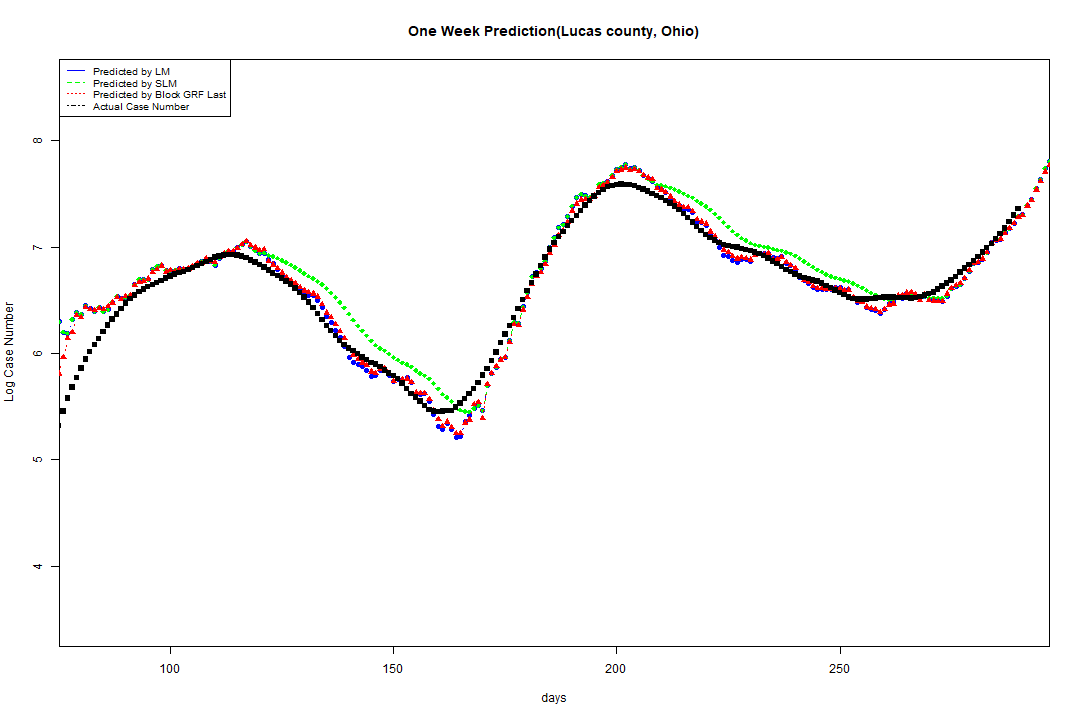 One Week Prediction(Lucas county, Ohio)
Predicted by LM
Predicted by SLM
Predicted by Block GRF Last
Actual Case Number
8
7
6
5
4
Log Case Number
100 150 200 250
days